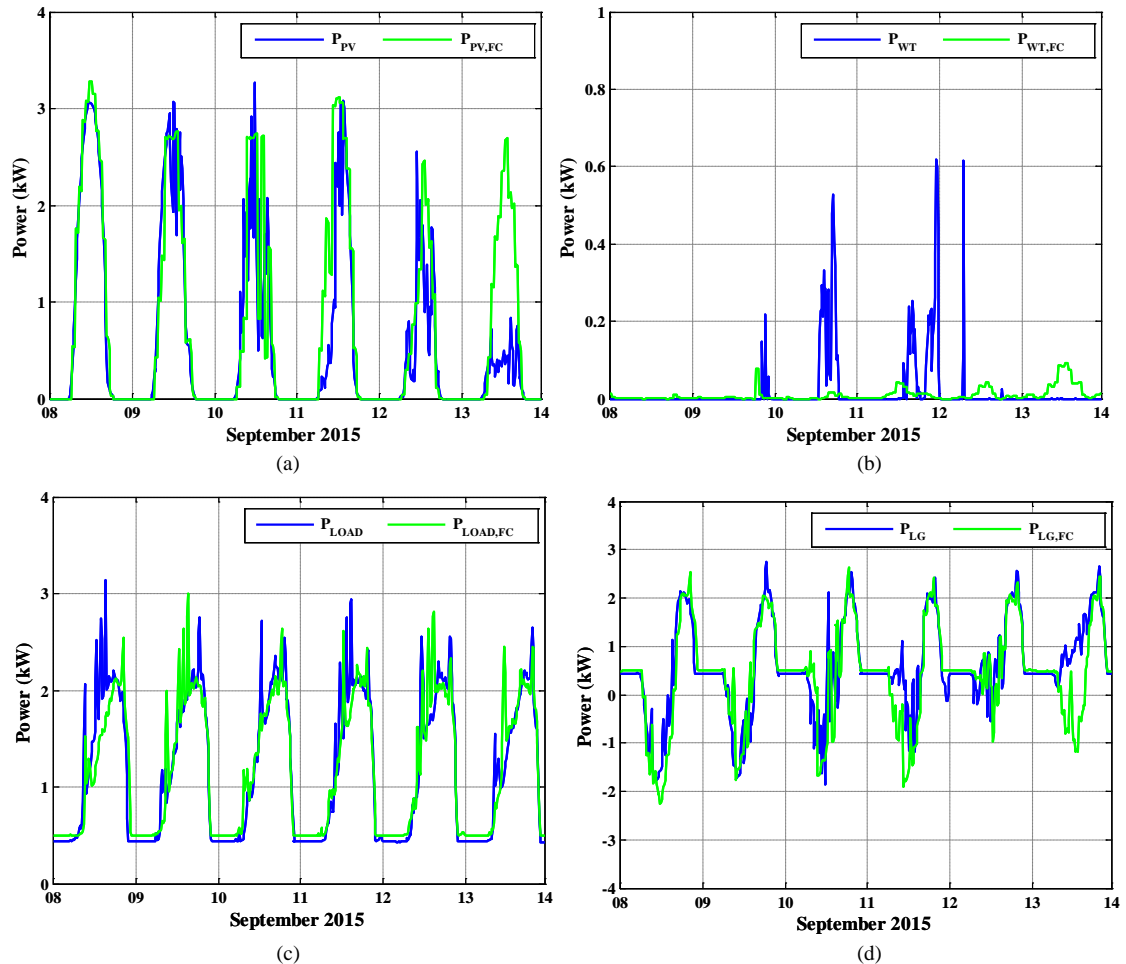 4
3
2
1
0
Power (kW)
P_PV P_PV,FC
08 09 10 11 12 13 14
September 2015
(a)
1
0.8
0.6
0.4
0.2
0
Power (kW)
P_WT P_WT,FC
08 09 10 11 12 13 14
September 2015
(b)
4
3
2
1
0
Power (kW)
P_LOAD P_LOAD,FC
08 09 10 11 12 13 14
September 2015
(c)
4
3
2
1
0
-1
-2
-3
-4
Power (kW)
P_LG P_LG,FC
08 09 10 11 12 13 14
September 2015
(d)